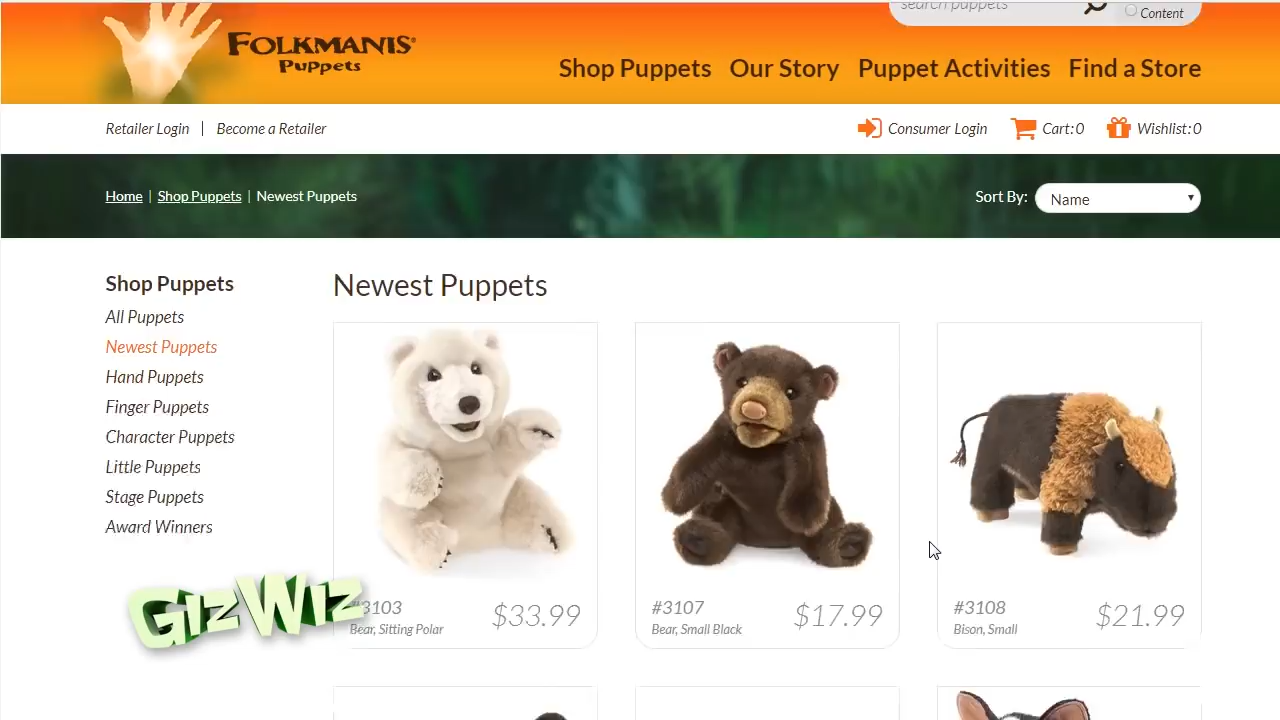 search puppets
Content
FOLKMANIS®
Puppets
Shop Puppets Our Story Puppet Activities Find a Store
Retailer Login | Become a Retailer
Consumer Login Cart:0 Wishlist:0
Home | Shop Puppets | Newest Puppets
Sort By: Name
Shop Puppets
All Puppets
Newest Puppets
Hand Puppets
Finger Puppets
Character Puppets
Little Puppets
Stage Puppets
Award Winners
Newest Puppets
#3103 $33.99
Bear, Sitting Polar
#3107 $17.99
Bear, Small Black
#3108 $21.99
Bison, Small
GIZWIZ